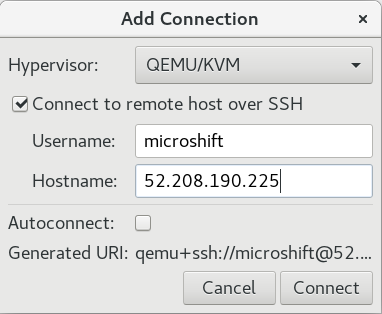 Add Connection
Hypervisor: QEMU/KVM
Connect to remote host over SSH
Username: microshift
Hostname: 52.208.190.225
Autoconnect:
Generated URI: qemu+ssh://microshift@52....
Cancel Connect